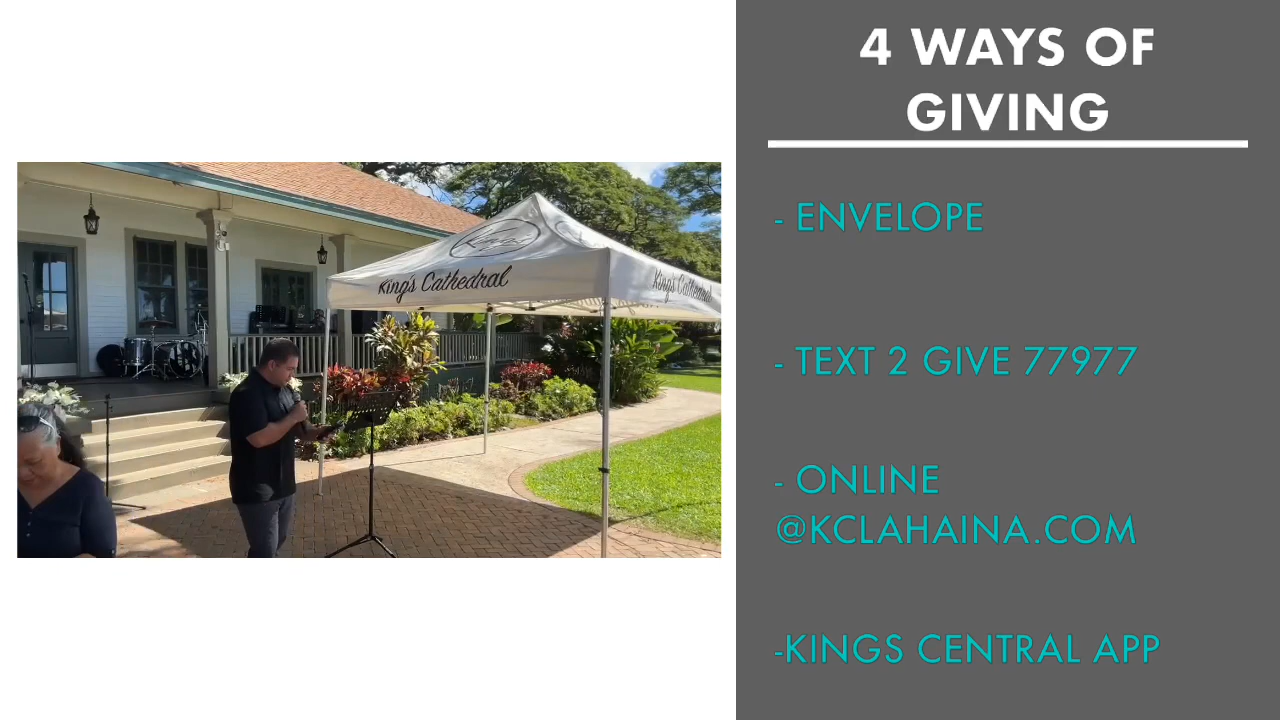 4 WAYS OF
GIVING
- ENVELOPE
- TEXT 2 GIVE 77977
- ONLINE
@KCLAHAINA.COM
-KINGS CENTRAL APP
Kings
King's Cathedral
King's Cathedral